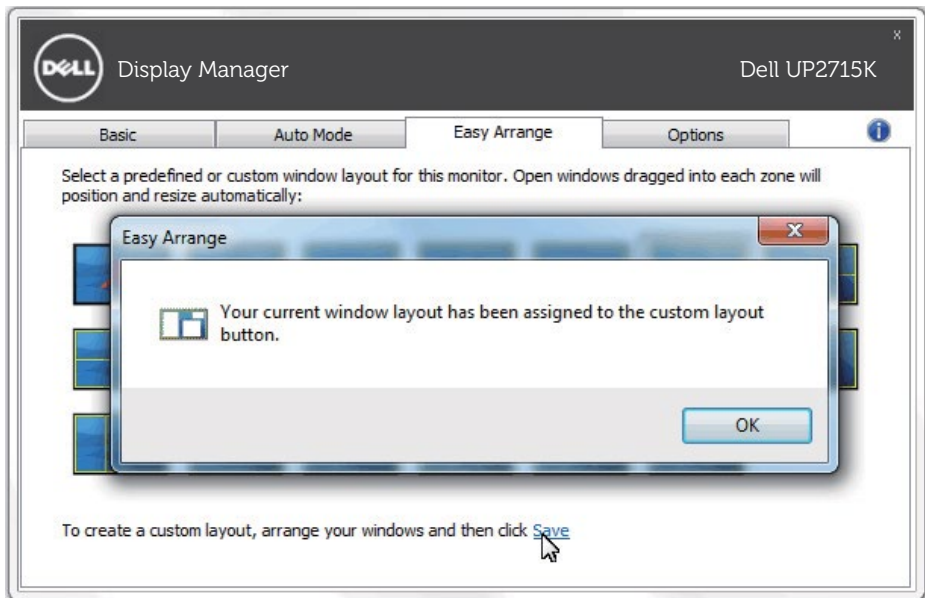 DELL Display Manager Dell UP2715K
x
Basic Auto Mode Easy Arrange Options i
Select a predefined or custom window layout for this monitor. Open windows dragged into each zone will
position and resize automatically:
Easy Arrange x
Your current window layout has been assigned to the custom layout
button.
OK
To create a custom layout, arrange your windows and then click Save